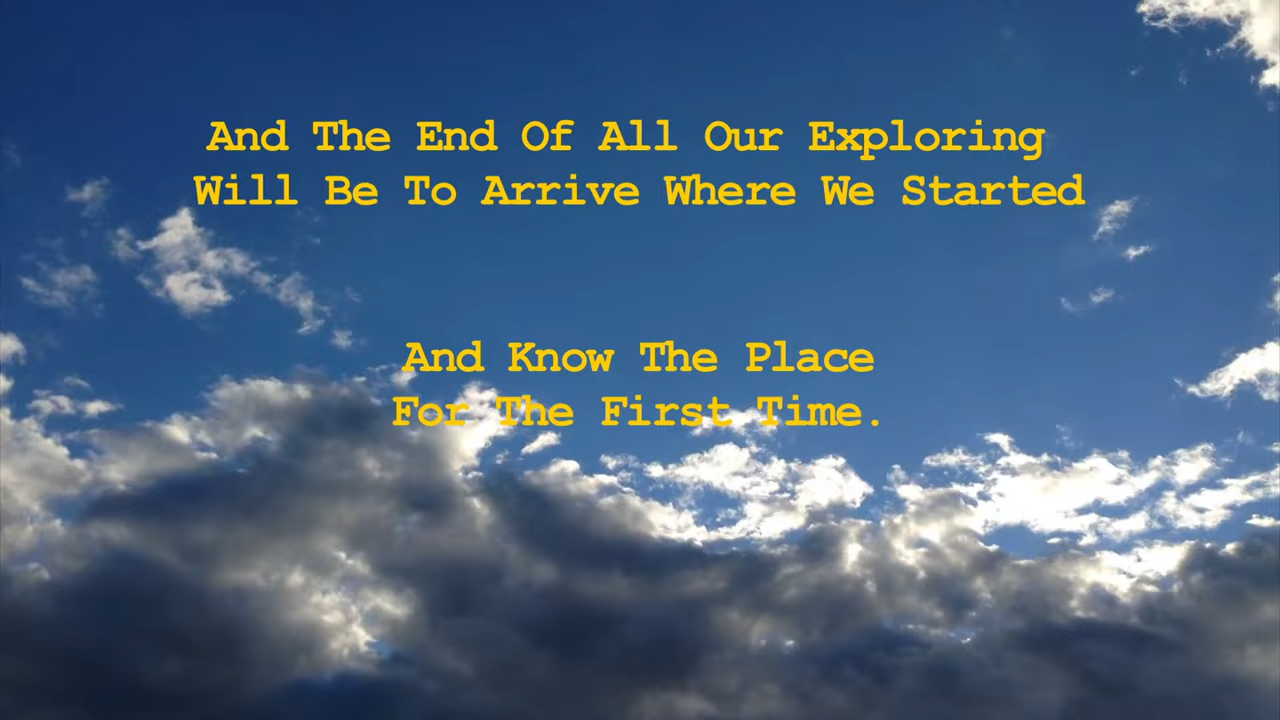 And The End Of All Our Exploring
Will Be To Arrive Where We Started
And Know The Place
For The First Time.